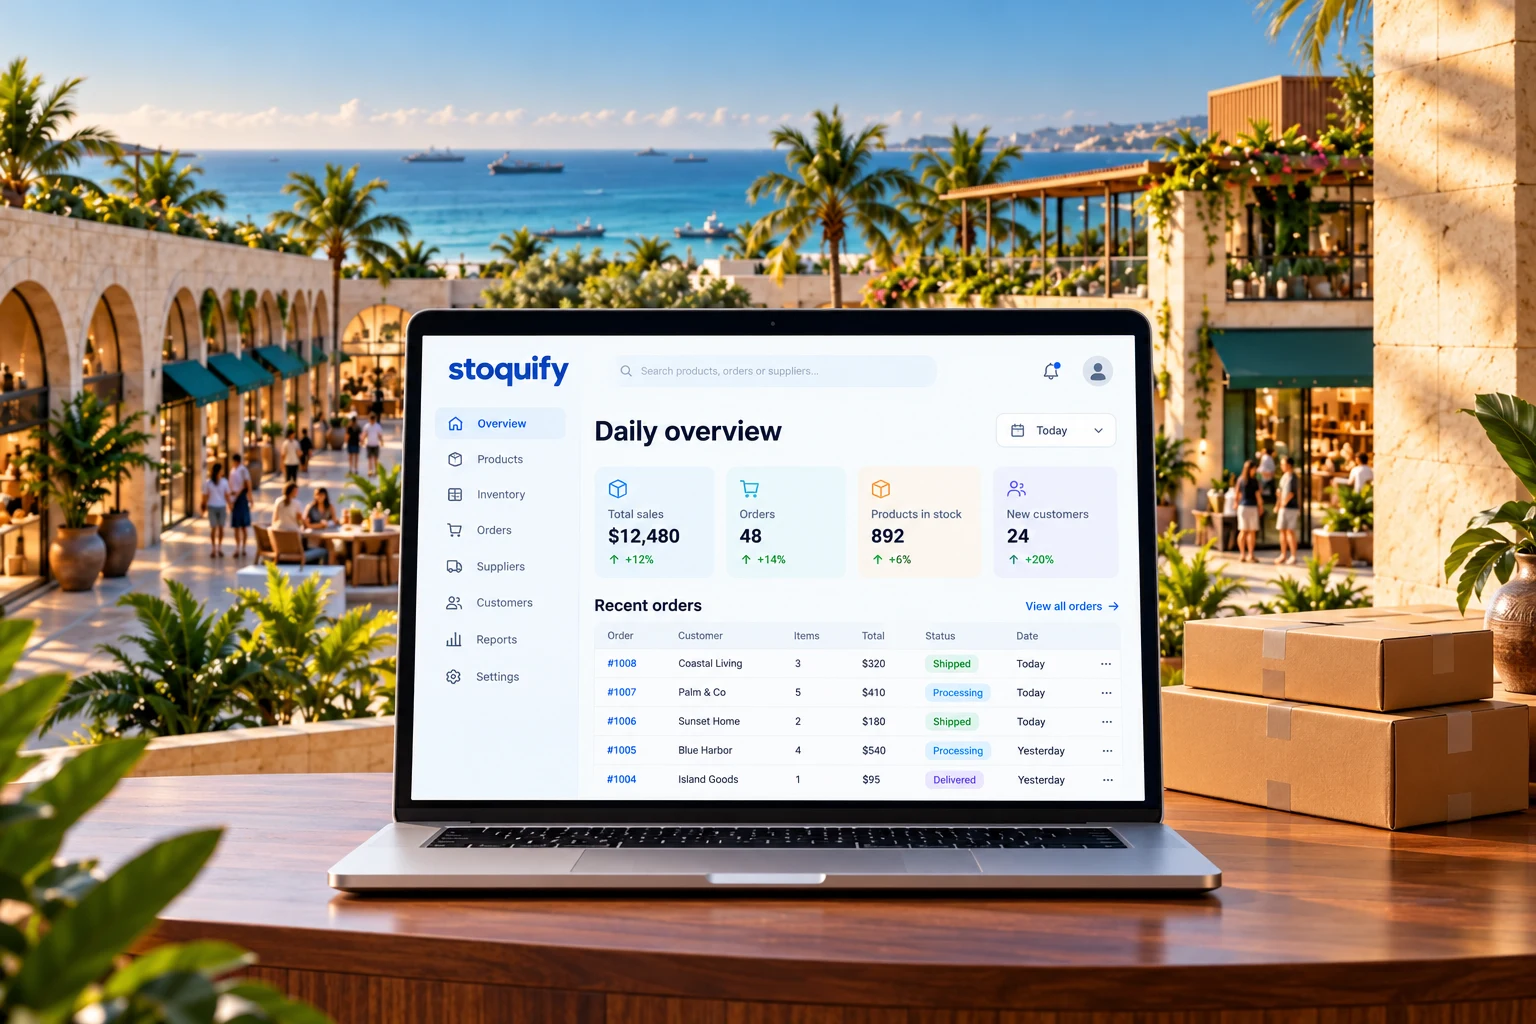 stoquify
Search products, orders or suppliers...
Overview
Products
Inventory
Orders
Suppliers
Customers
Reports
Settings
Daily overview
Today
Total sales
$12,480
+12%
Orders
48
+14%
Products in stock
892
+6%
New customers
24
+20%
Recent orders
View all orders
Order Customer Items Total Status Date
#1008 Coastal Living 3 $320 Shipped Today
#1007 Palm & Co 5 $410 Processing Today
#1006 Sunset Home 2 $180 Shipped Today
#1005 Blue Harbor 4 $540 Processing Yesterday
#1004 Island Goods 1 $95 Delivered Yesterday